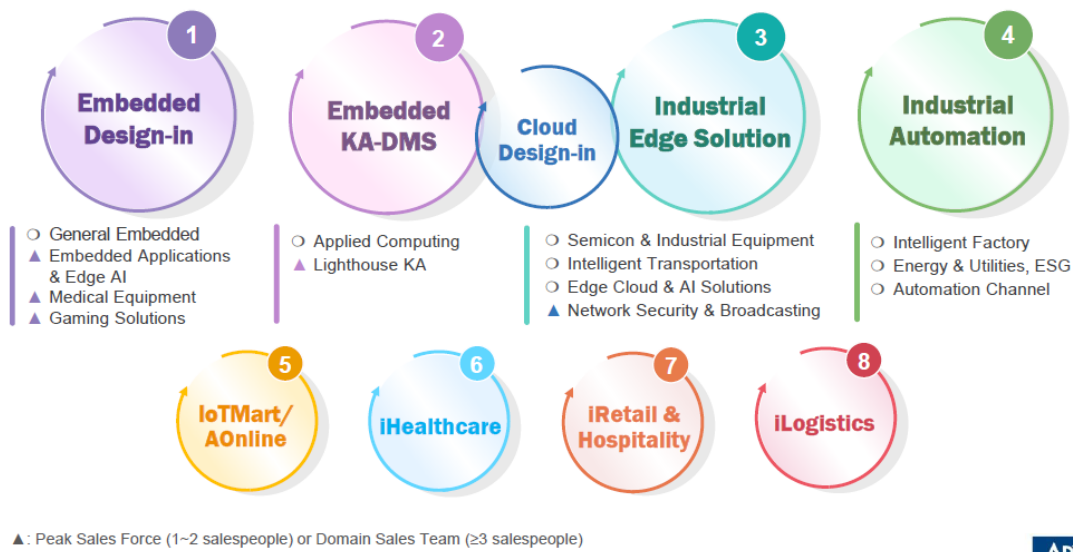 1
Embedded
Design-in
2
Embedded
KA-DMS
Cloud
Design-in
3
Industrial
Edge Solution
4
Industrial
Automation
❍ General Embedded
▲ Embedded Applications
& Edge AI
▲ Medical Equipment
▲ Gaming Solutions
❍ Applied Computing
▲ Lighthouse KA
❍ Semicon & Industrial Equipment
❍ Intelligent Transportation
❍ Edge Cloud & AI Solutions
▲ Network Security & Broadcasting
❍ Intelligent Factory
❍ Energy & Utilities, ESG
❍ Automation Channel
5
IoTMart/
AOnline
6
iHealthcare
7
iRetail &
Hospitality
8
iLogistics
▲: Peak Sales Force (1~2 salespeople) or Domain Sales Team (≥3 salespeople)